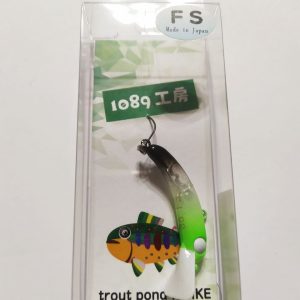 FS
Made in Japan
1089工房
trout pond